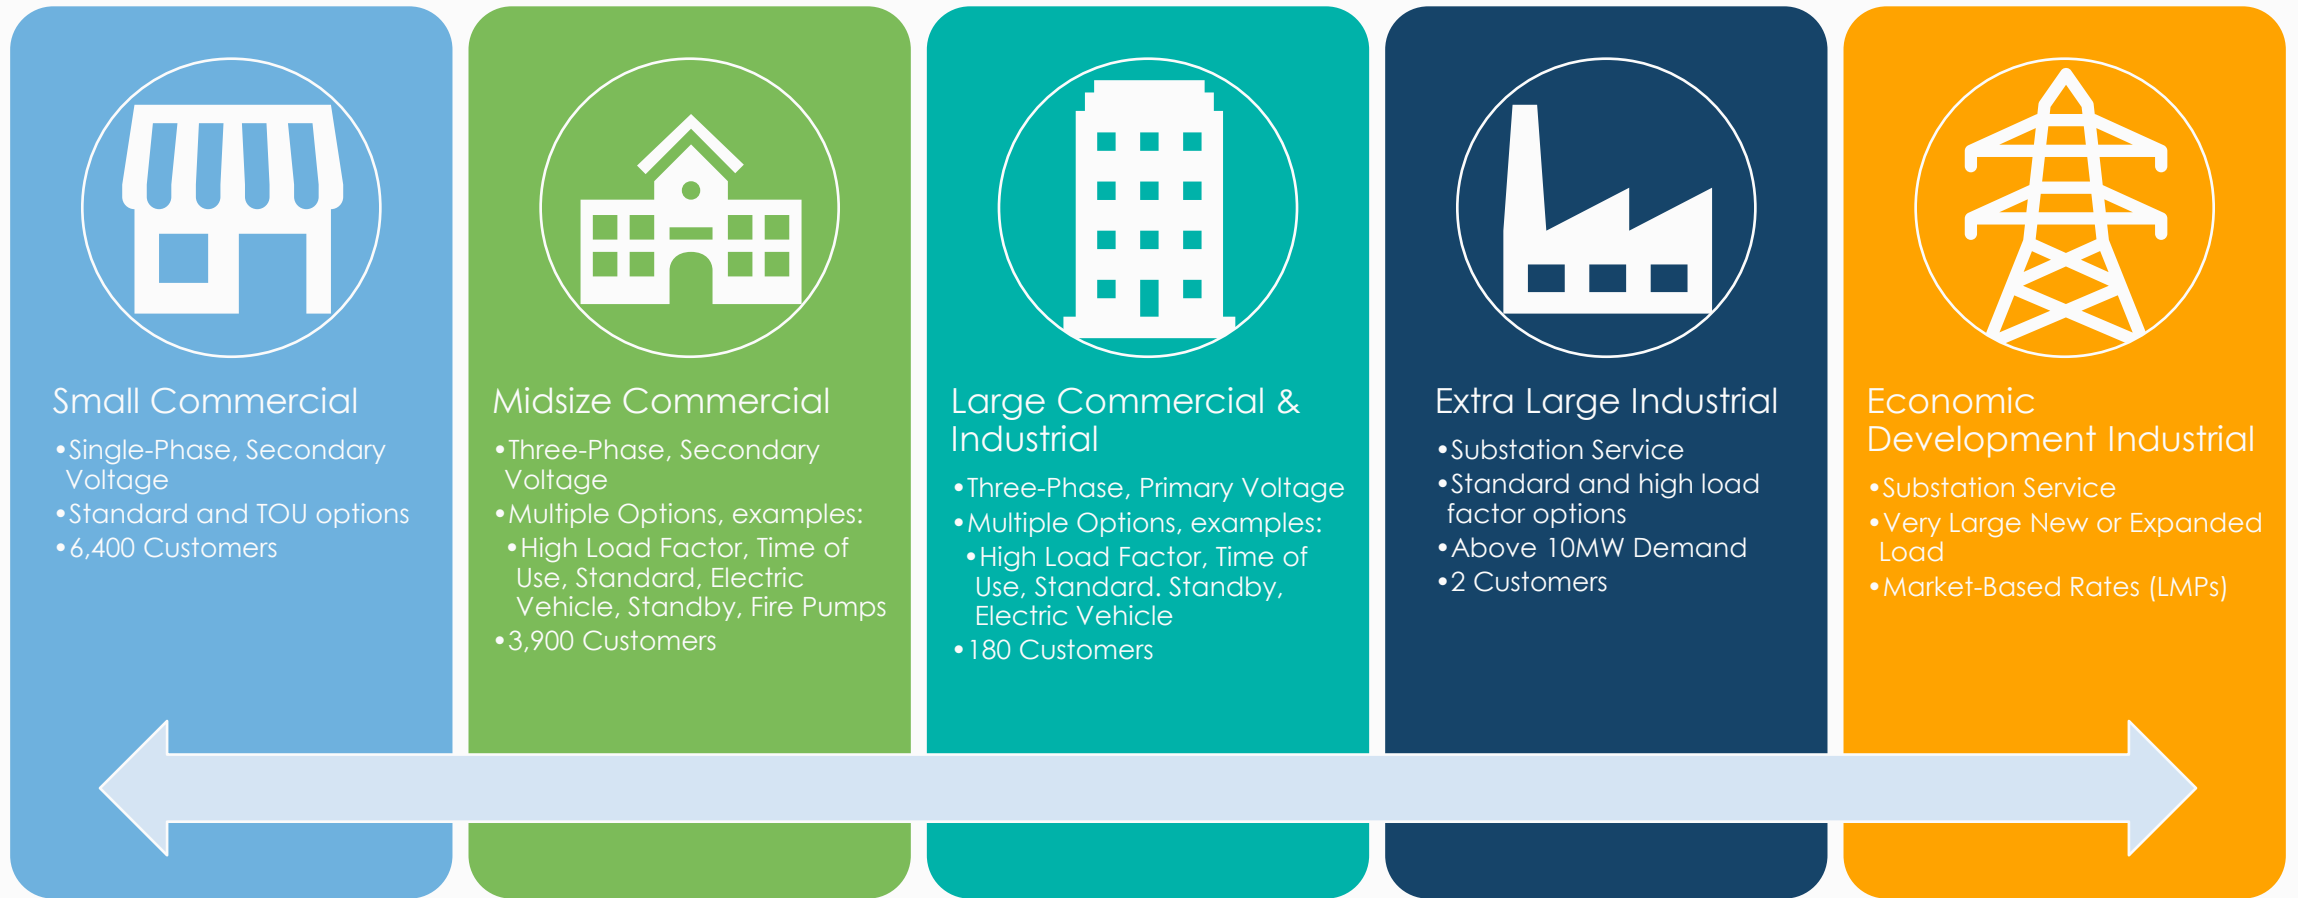 Small Commercial
•Single-Phase, Secondary
Voltage
•Standard and TOU options
•6,400 Customers
Midsize Commercial
•Three-Phase, Secondary
Voltage
•Multiple Options, examples:
•High Load Factor, Time of
Use, Standard, Electric
Vehicle, Standby, Fire Pumps
•3,900 Customers
Large Commercial &
Industrial
•Three-Phase, Primary Voltage
•Multiple Options, examples:
•High Load Factor, Time of
Use, Standard. Standby,
Electric Vehicle
•180 Customers
Extra Large Industrial
•Substation Service
•Standard and high load
factor options
•Above 10MW Demand
•2 Customers
Economic
Development Industrial
•Substation Service
•Very Large New or Expanded
Load
•Market-Based Rates (LMPs)